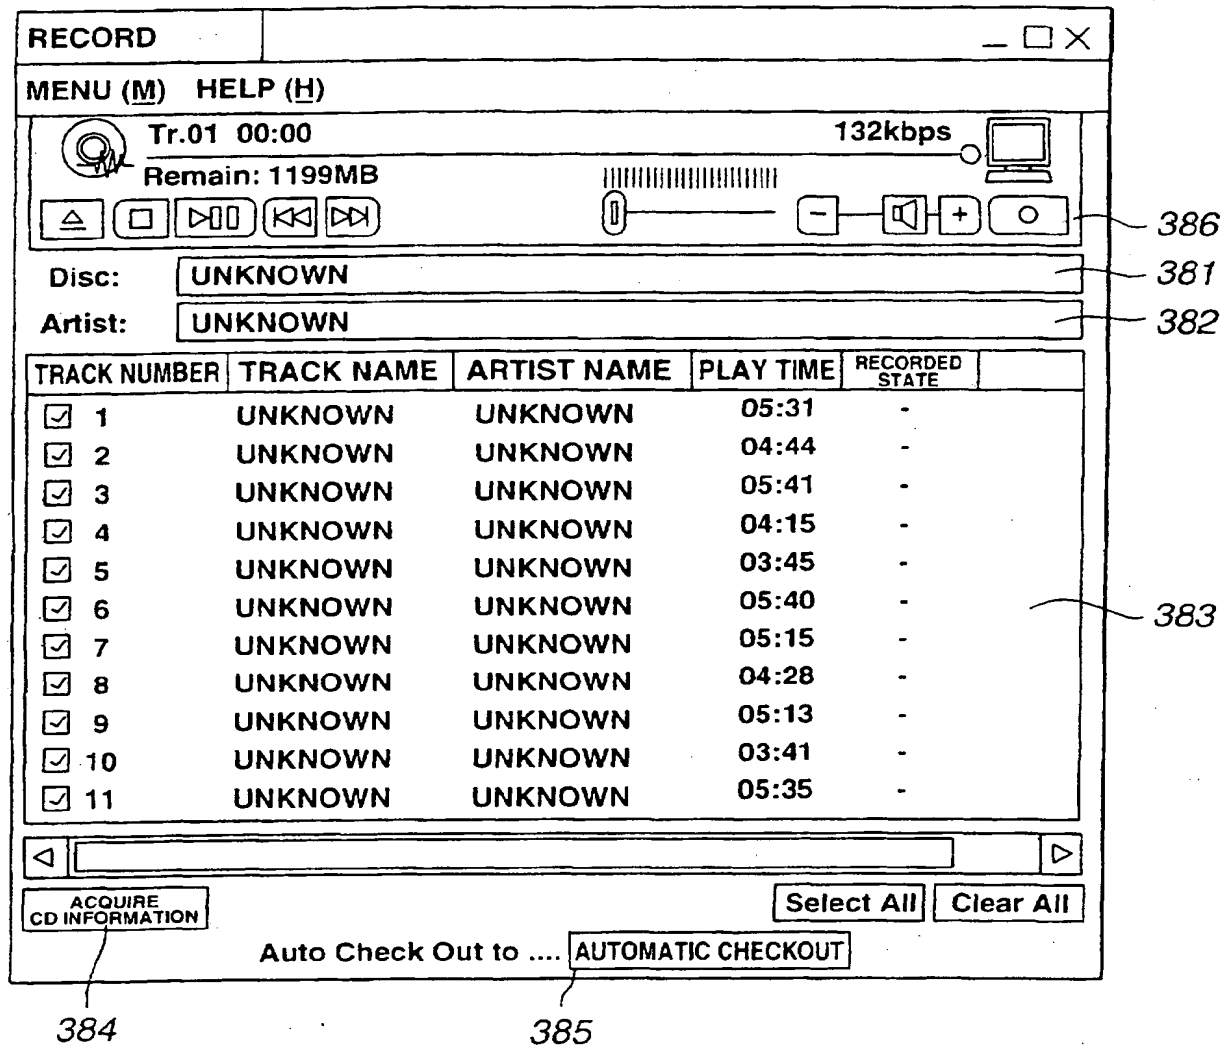 RECORD
MENU (M) HELP (H)
Tr.01 00:00 132kbps
Remain: 1199MB
386
Disc: UNKNOWN 381
Artist: UNKNOWN 382
TRACK NUMBER TRACK NAME ARTIST NAME PLAY TIME RECORDED STATE
1 UNKNOWN UNKNOWN 05:31 -
2 UNKNOWN UNKNOWN 04:44 -
3 UNKNOWN UNKNOWN 05:41 -
4 UNKNOWN UNKNOWN 04:15 -
5 UNKNOWN UNKNOWN 03:45 -
6 UNKNOWN UNKNOWN 05:40 -
383
7 UNKNOWN UNKNOWN 05:15 -
8 UNKNOWN UNKNOWN 04:28 -
9 UNKNOWN UNKNOWN 05:13 -
10 UNKNOWN UNKNOWN 03:41 -
11 UNKNOWN UNKNOWN 05:35 -
ACQUIRE
CD INFORMATION
Select All Clear All
Auto Check Out to .... AUTOMATIC CHECKOUT
384 385